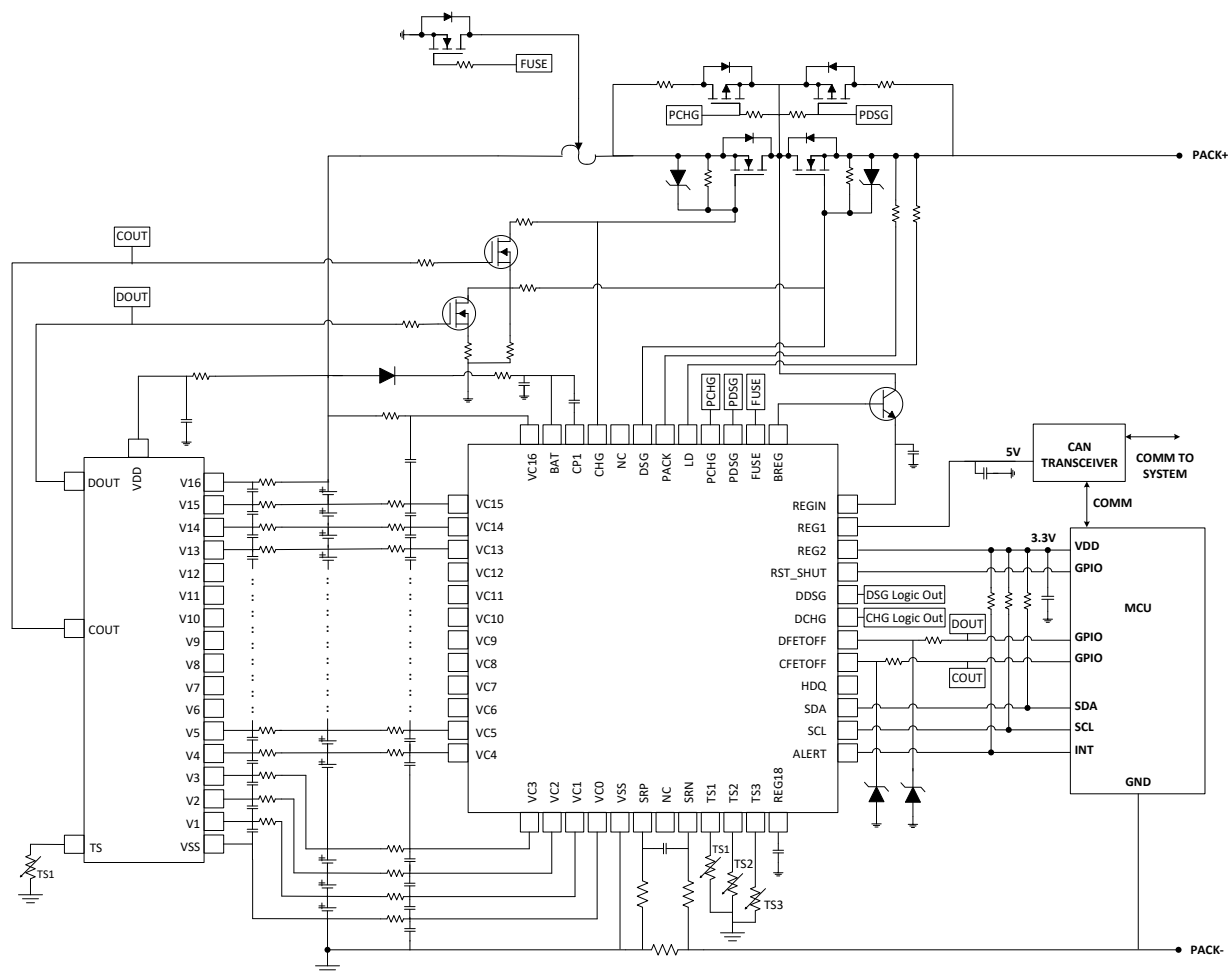 FUSE
PCHG
PDSG
PACK+
COUT
DOUT
PCHG
PDSG
FUSE
VDD
VC16
BAT
CP1
CHG
NC
DSG
PACK
LD
PCHG
PDSG
FUSE
BREG
5V
CAN
TRANSCEIVER
COMM TO
SYSTEM
COMM
DOUT
COUT
TS
V16
V15
V14
V13
V12
V11
V10
V9
V8
V7
V6
V5
V4
V3
V2
V1
VSS
TS1
VC15
VC14
VC13
VC12
VC11
VC10
VC9
VC8
VC7
VC6
VC5
VC4
REGIN
REG1
REG2
RST_SHUT
DDSG
DCHG
DFETOFF
CFETOFF
HDQ
SDA
SCL
ALERT
DSG Logic Out
CHG Logic Out
DOUT
COUT
3.3V
VDD
GPIO
MCU
GPIO
GPIO
SDA
SCL
INT
GND
VC3
VC2
VC1
VC0
VSS
SRP
NC
SRN
TS1
TS2
TS3
REG18
TS1
TS2
TS3
PACK-